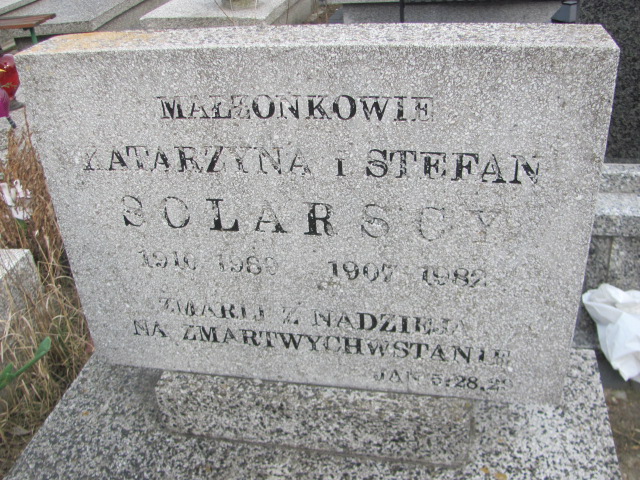 MAŁŻONKOWIE
KATARZYNA I STEFAN
SOLARSCY
1910 1989 1907 1982
ZMARLI Z NADZIEJĄ
NA ZMARTWYCHWSTANIE
JAN 5:28,29